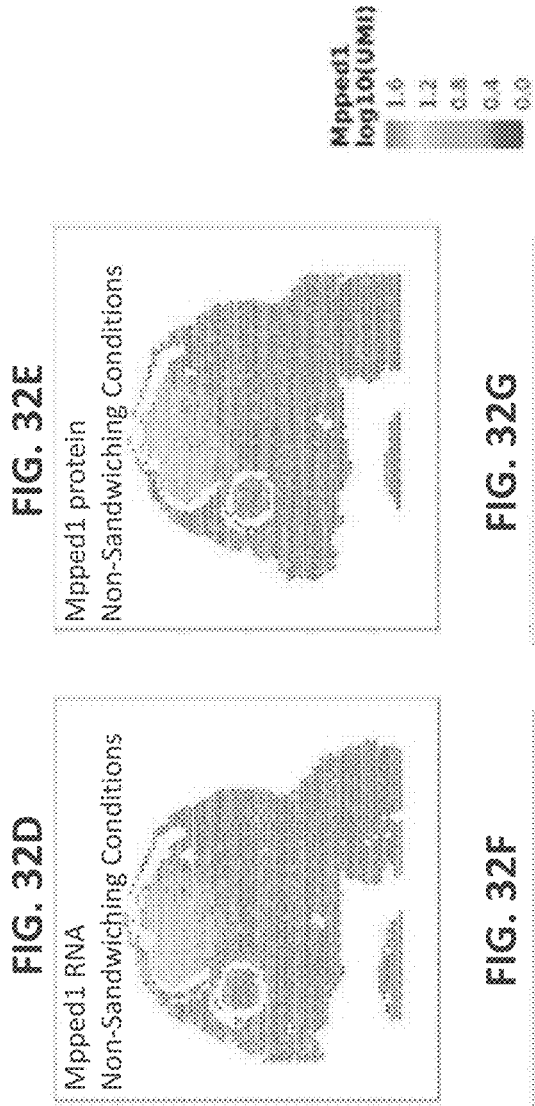 FIG. 32D
Mpped1 RNA
Non-Sandwiching Conditions
FIG. 32E
Mpped1 protein
Non-Sandwiching Conditions
Mpped1
log10(UMI)
1.6
1.2
0.8
0.4
0.0
FIG. 32F
FIG. 32G